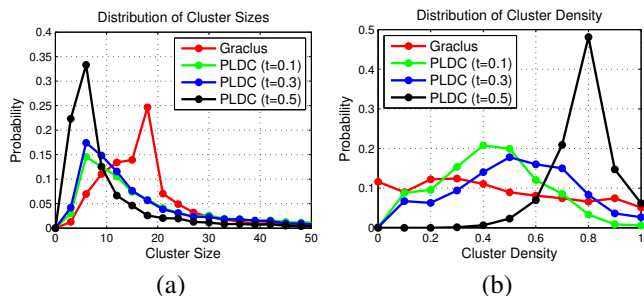 Distribution of Cluster Sizes
0.4
0.35
0.3
0.25
0.2
0.15
0.1
0.05
0
Probability
Graclus
PLDC (t=0.1)
PLDC (t=0.3)
PLDC (t=0.5)
0 10 20 30 40 50
Cluster Size
(a)
Distribution of Cluster Density
0.5
0.4
0.3
0.2
0.1
0
Probability
Graclus
PLDC (t=0.1)
PLDC (t=0.3)
PLDC (t=0.5)
0 0.2 0.4 0.6 0.8 1
Cluster Density
(b)